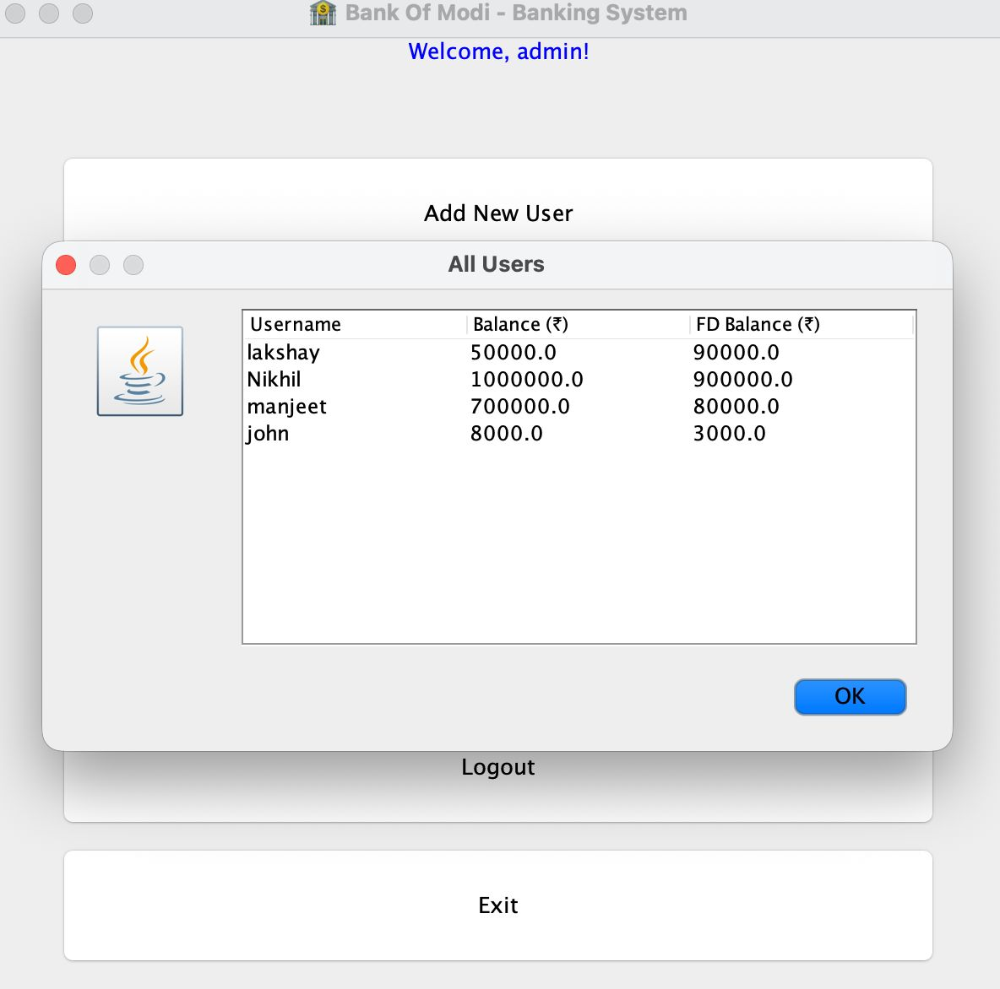 Bank Of Modi - Banking System
Welcome, admin!
Add New User
All Users
Username Balance (₹) FD Balance (₹)
lakshay 50000.0 90000.0
Nikhil 1000000.0 900000.0
manjeet 700000.0 80000.0
john 8000.0 3000.0
OK
Logout
Exit